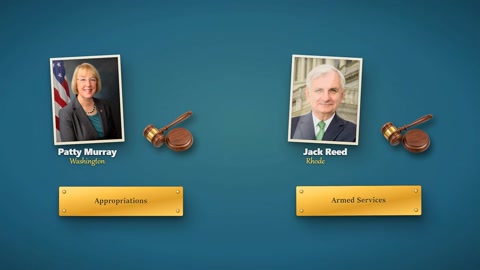 Patty Murray
Washington
Appropriations
Jack Reed
Rhode
Armed Services